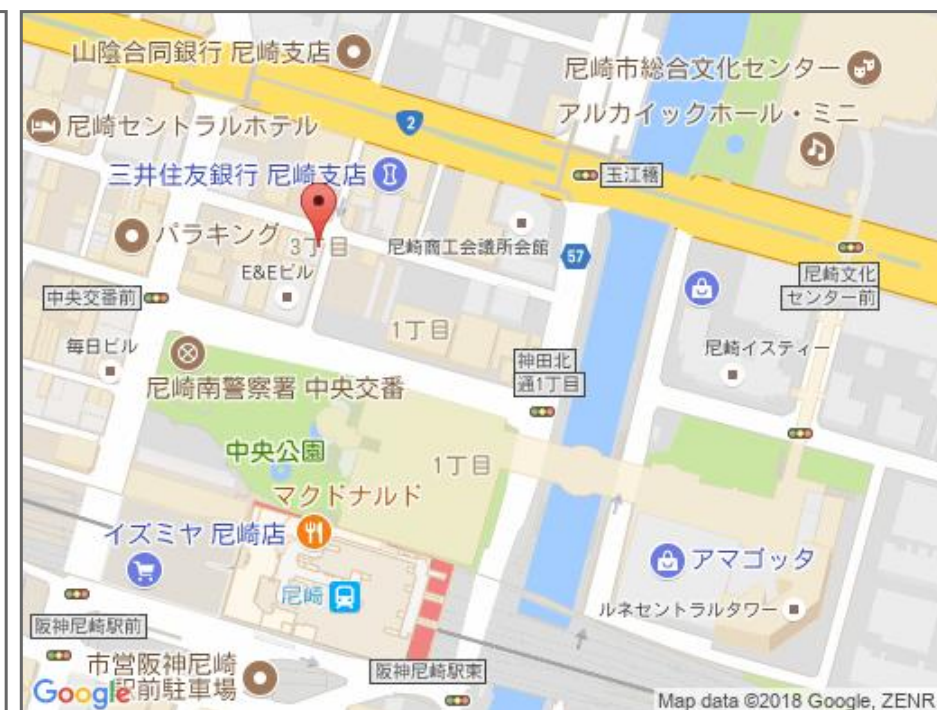 山陰合同銀行 尼崎支店
尼崎市総合文化センター
アルカイックホール・ミニ
尼崎セントラルホテル
2
三井住友銀行 尼崎支店
玉江橋
パラキング
3丁目
尼崎商工会議所会館
57
E&Eビル
尼崎文化
センター前
中央交番前
1丁目
毎日ビル
神田北
通1丁目
尼崎イスティー
尼崎南警察署 中央交番
中央公園
1丁目
マクドナルド
イズミヤ 尼崎店
アマゴッタ
尼崎
ルネセントラルタワー
阪神尼崎駅前
市営阪神尼崎
駅前駐車場
阪神尼崎駅東
Google
Map data ©2018 Google, ZENR